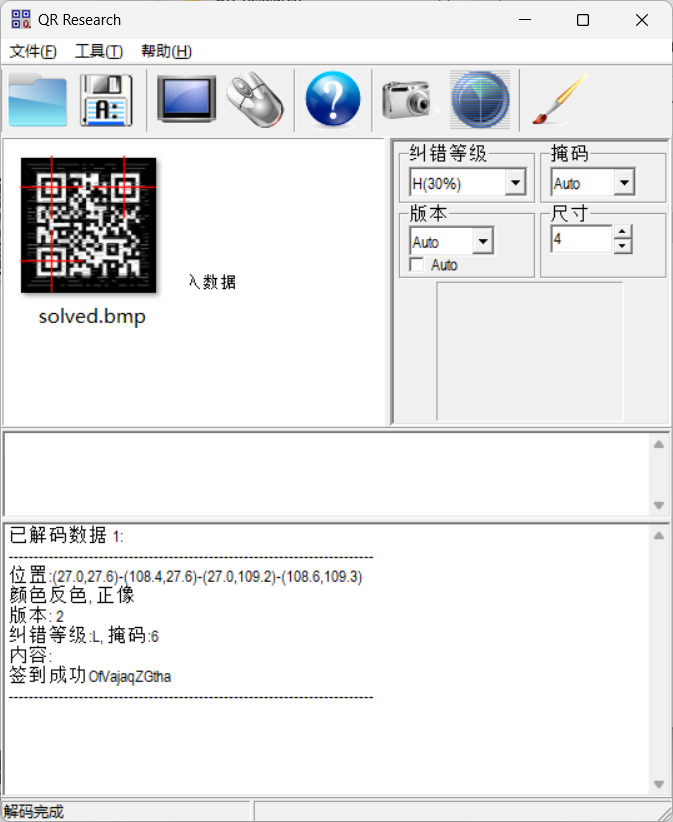 QR Research
文件(F) 工具(T) 帮助(H)
A:
?
纠错等级 掩码
H(30%) Auto
版本 尺寸
Auto 4
Auto
入数据
solved.bmp
已解码数据 1:
--------------------------------------------------------------------------
位置:(27.0,27.6)-(108.4,27.6)-(27.0,109.2)-(108.6,109.3)
颜色反色, 正像
版本: 2
纠错等级:L, 掩码:6
内容:
签到成功OfVajaqZGtha
--------------------------------------------------------------------------
解码完成